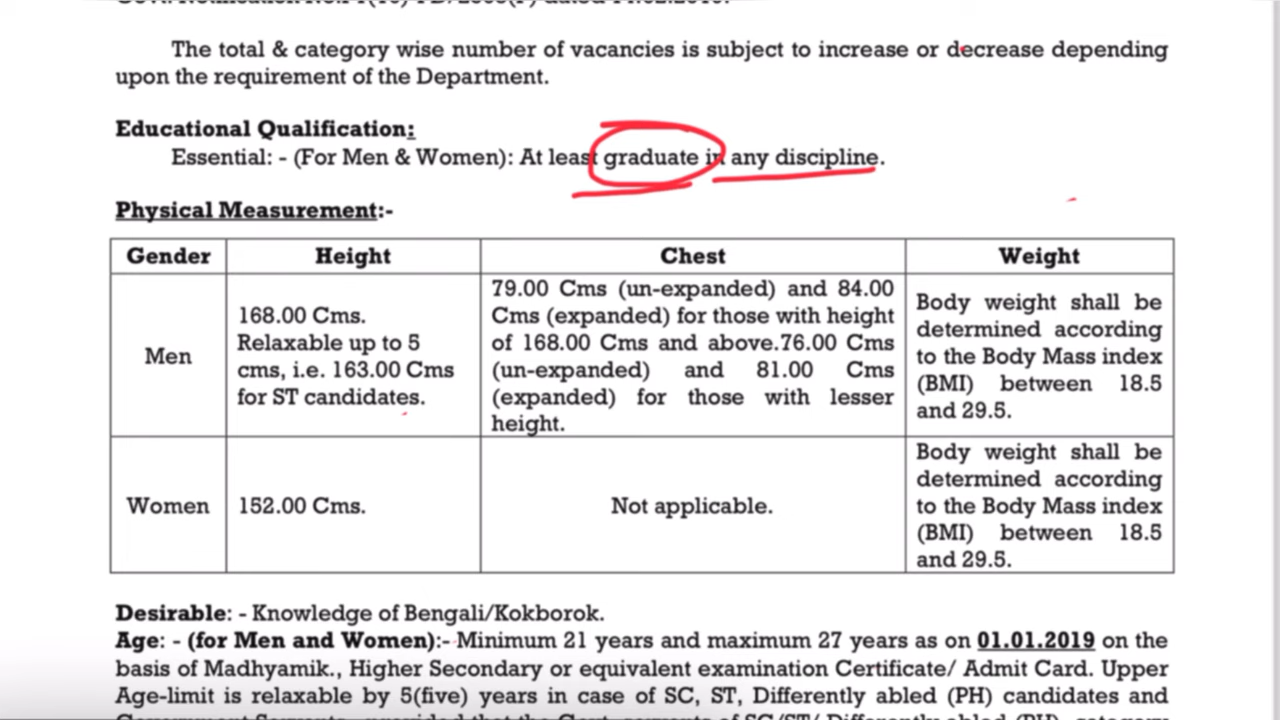 The total & category wise number of vacancies is subject to increase or decrease depending
upon the requirement of the Department.
Educational Qualification:
Essential: - (For Men & Women): At least graduate in any discipline.
Physical Measurement:-
Gender Height Chest Weight
Men
168.00 Cms.
Relaxable up to 5
cms, i.e. 163.00 Cms
for ST candidates.
79.00 Cms (un-expanded) and 84.00
Cms (expanded) for those with height
of 168.00 Cms and above.76.00 Cms
(un-expanded) and 81.00 Cms
(expanded) for those with lesser
height.
Body weight shall be
determined according
to the Body Mass index
(BMI) between 18.5
and 29.5.
Women
152.00 Cms.
Not applicable.
Body weight shall be
determined according
to the Body Mass index
(BMI) between 18.5
and 29.5.
Desirable: - Knowledge of Bengali/Kokborok.
Age: - (for Men and Women):- Minimum 21 years and maximum 27 years as on 01.01.2019 on the
basis of Madhyamik., Higher Secondary or equivalent examination Certificate/ Admit Card. Upper
Age-limit is relaxable by 5(five) years in case of SC, ST, Differently abled (PH) candidates and